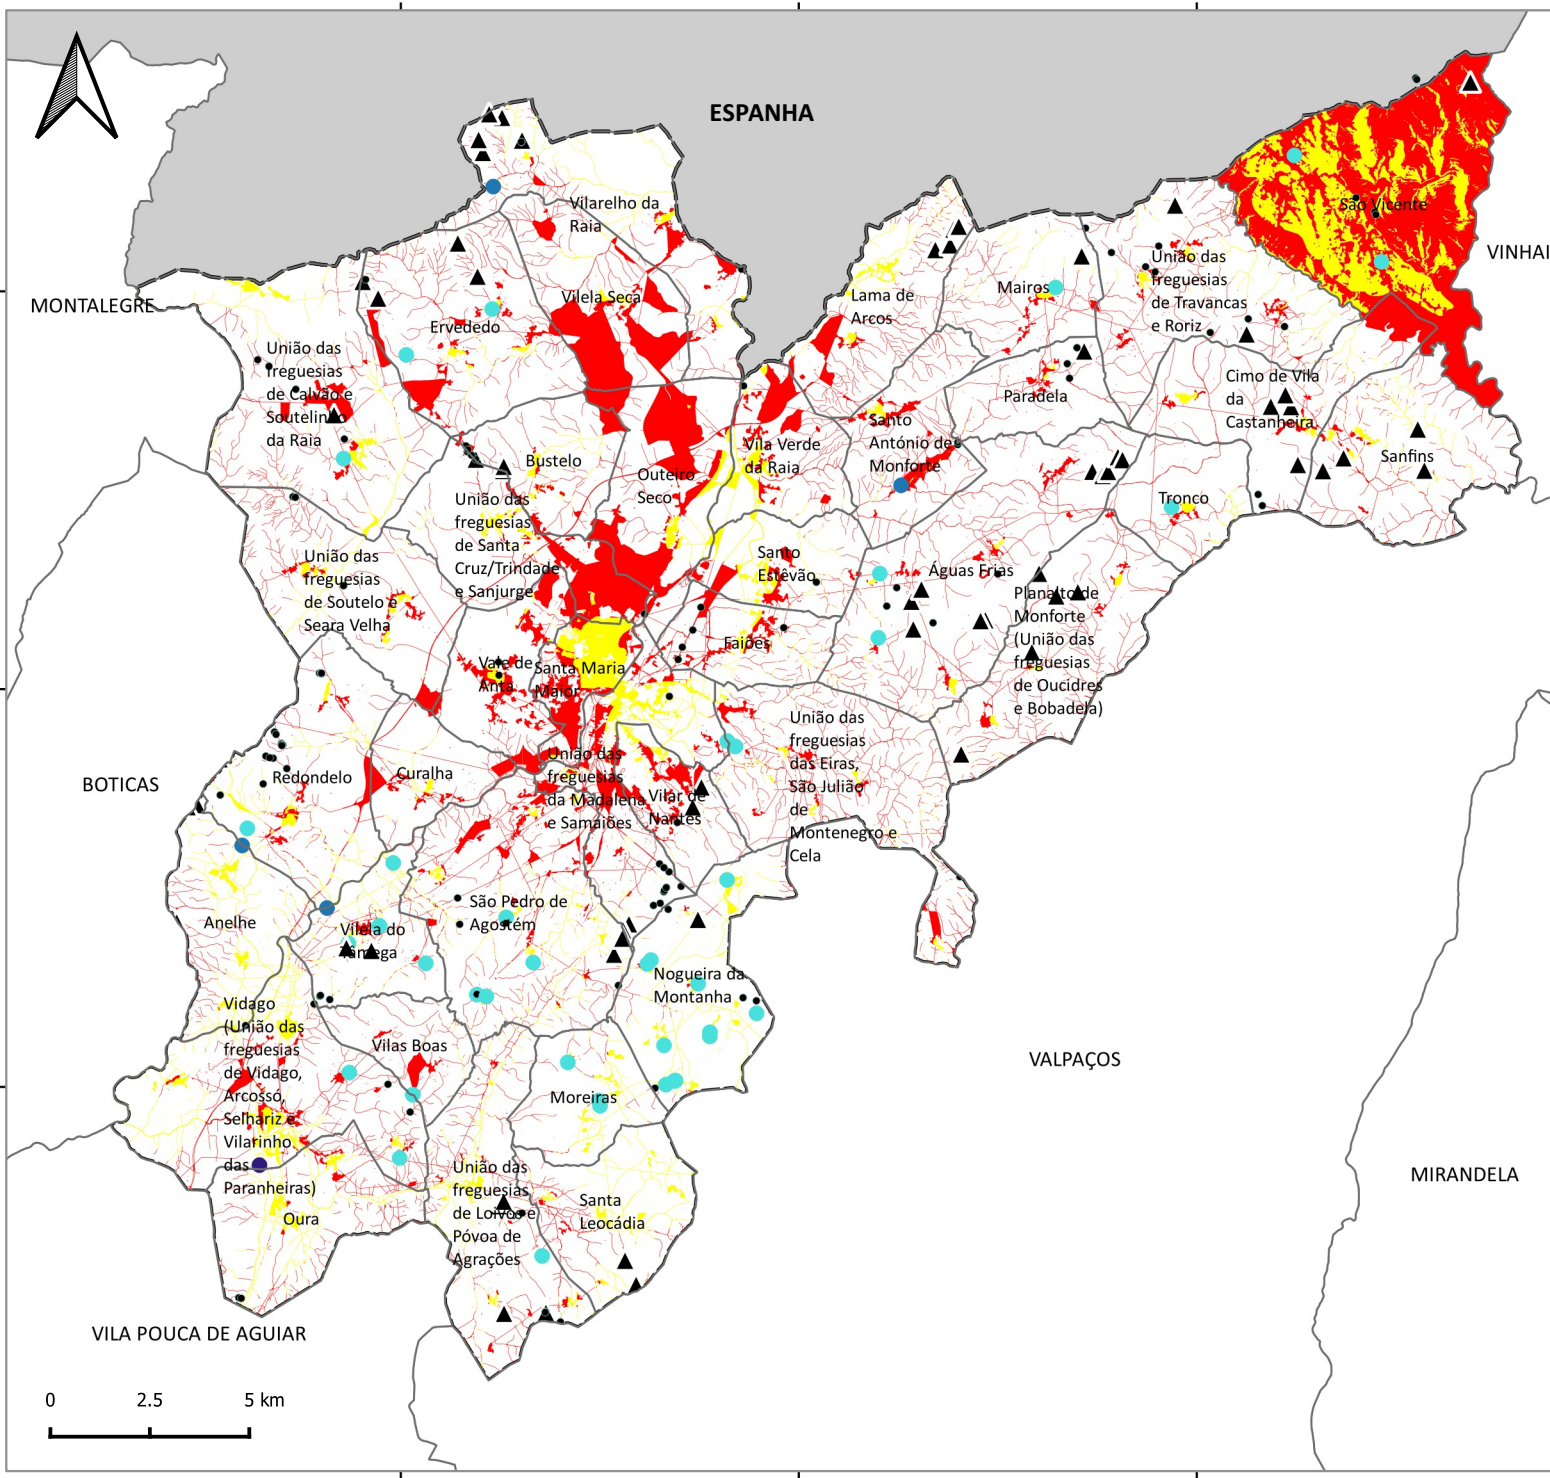 ESPANHA
Vilarelho da
Raia
São Vicente
VINHAI
MONTALEGRE
Vilela Seca
Ervededo
Lama de
Arcos
Mairos
União das
freguesias
de Travancas
e Roriz
União das
freguesias
de Calvão e
Soutelinho
da Raia
Paradela
Cimo de Vila
da
Castanheira
Santo
António de
Monforte
Vila Verde
da Raia
Sanfins
Bustelo
Outeiro
Seco
Tronco
União das
freguesias
de Santa
Cruz/Trindade
e Sanjurge
União das
freguesias
de Soutelo e
Seara Velha
Santo
Estêvão
Águas Frias
Planalto de
Monforte
(União das
freguesias
de Oucidres
e Bobadela)
Faiões
Vale de
Anta
Santa Maria
Maior
União das
freguesias
das Eiras,
São Julião
de
Montenegro e
Cela
BOTICAS
Redondelo
Curalha
União das
freguesias
da Madalena
e Samaiões
Vilar de
Nantes
Anelhe
Vilela do
Tâmega
São Pedro de
Agostém
Nogueira da
Montanha
Vidago
(União das
freguesias
de Vidago,
Arcossó,
Selhariz e
Vilarinho
das
Paranheiras)
Vilas Boas
Moreiras
VALPAÇOS
Oura
União das
freguesias
de Loivos e
Póvoa de
Agrações
Santa
Leocádia
MIRANDELA
VILA POUCA DE AGUIAR
0 2.5 5 km